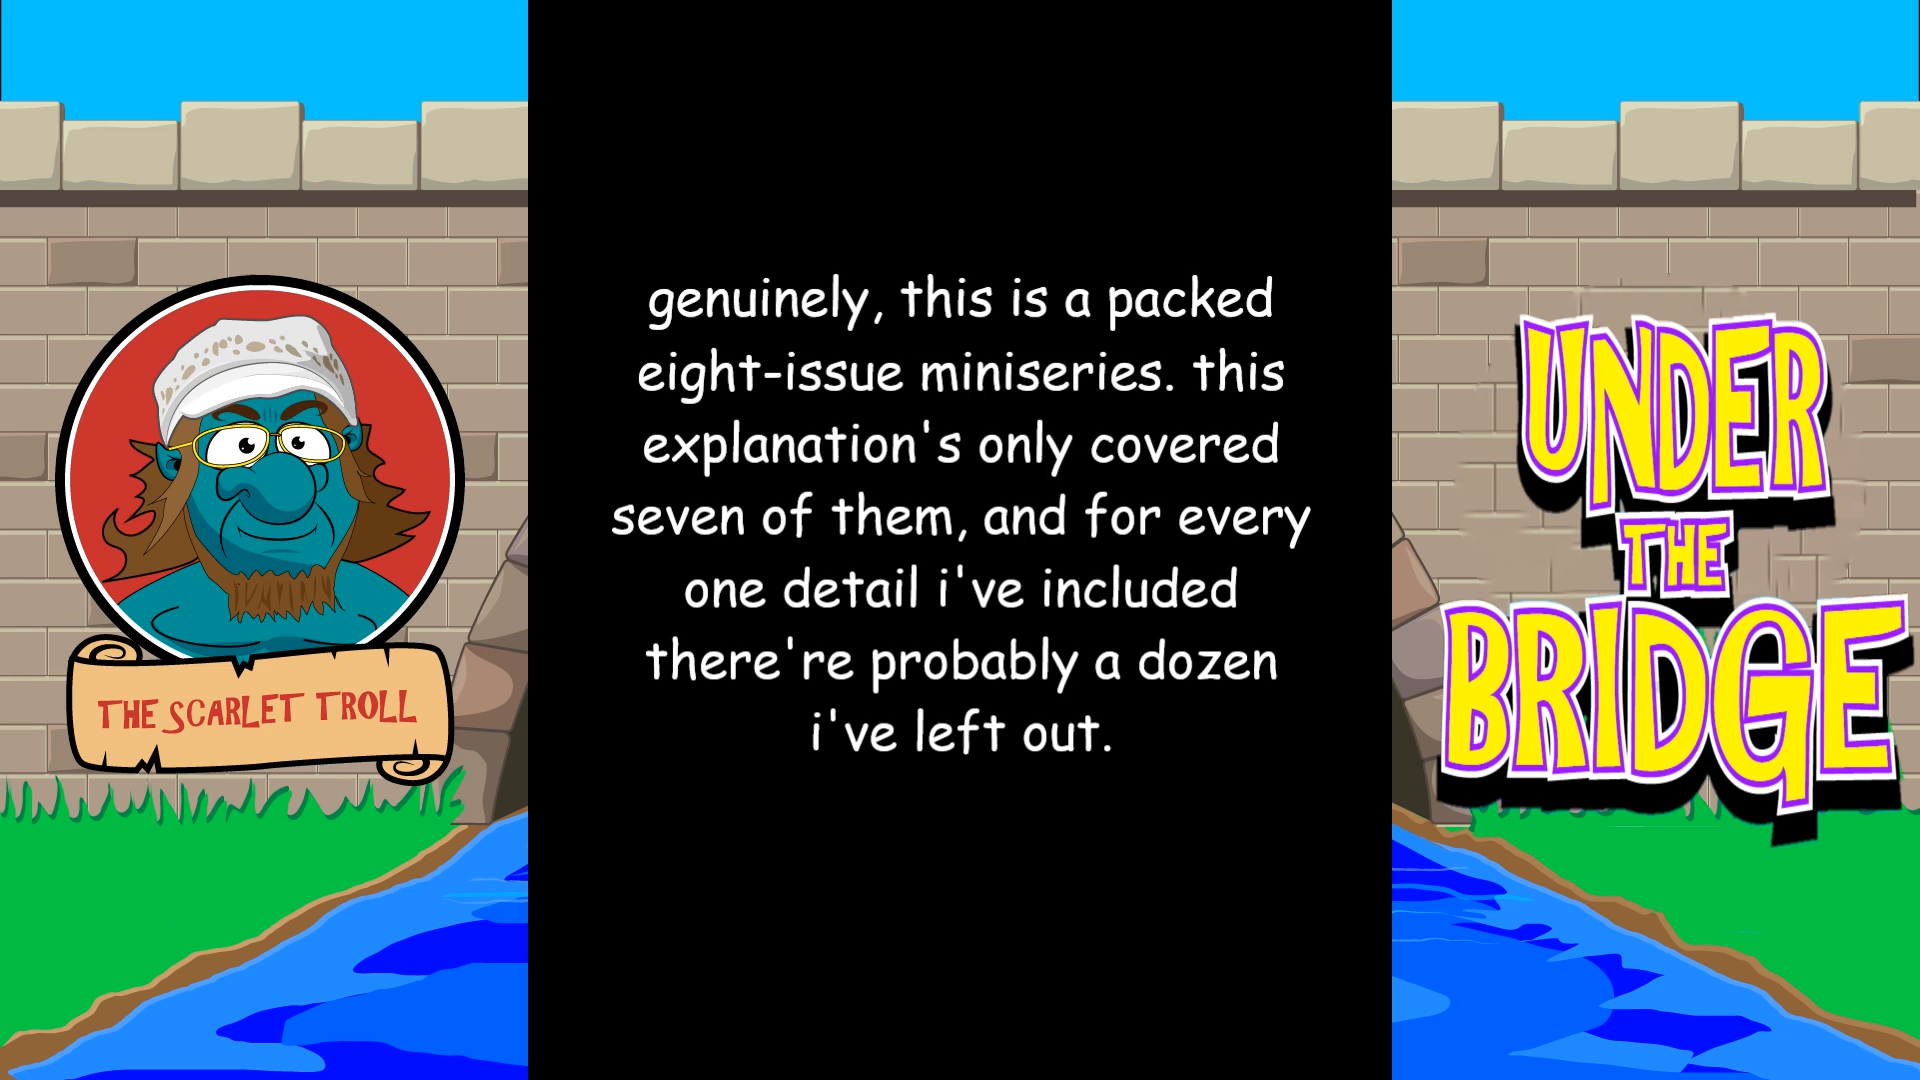 genuinely, this is a packed
eight-issue miniseries. this
explanation's only covered
seven of them, and for every
one detail i've included
there're probably a dozen
i've left out.
THE SCARLET TROLL
UNDER
THE
BRIDGE